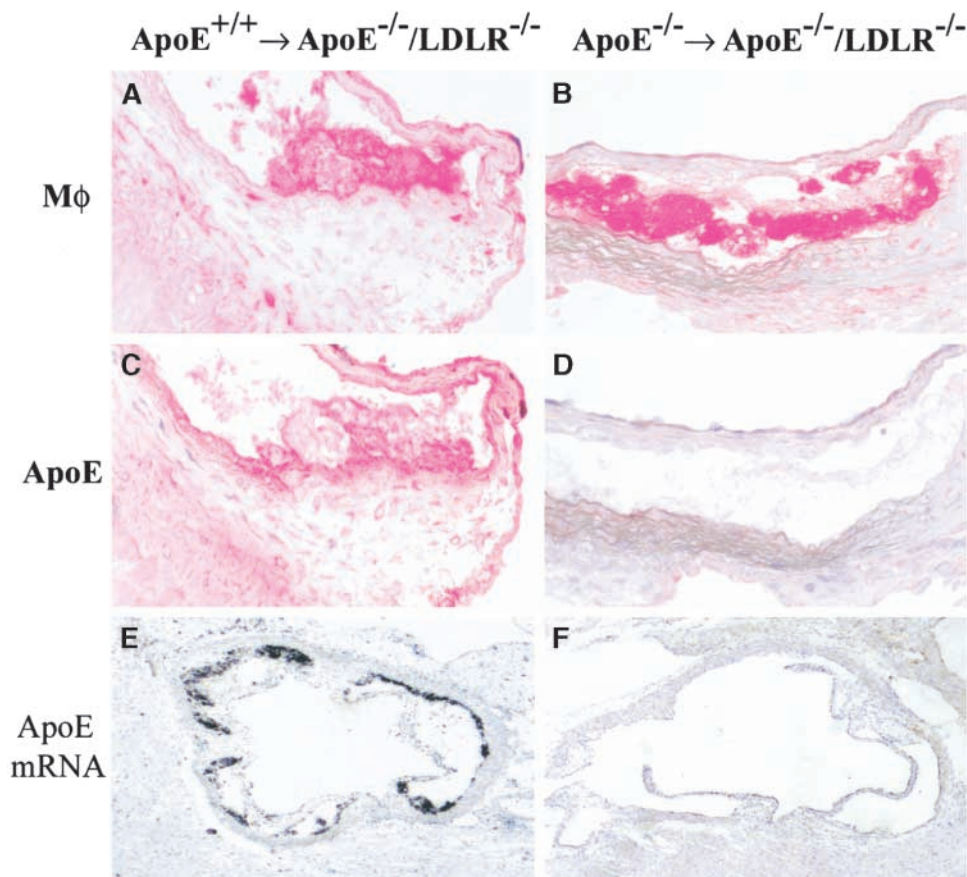 ApoE+/+ → ApoE-/-/LDLR-/- ApoE-/- → ApoE-/-/LDLR-/-
A B
Mϕ
C D
ApoE
E F
ApoE
mRNA